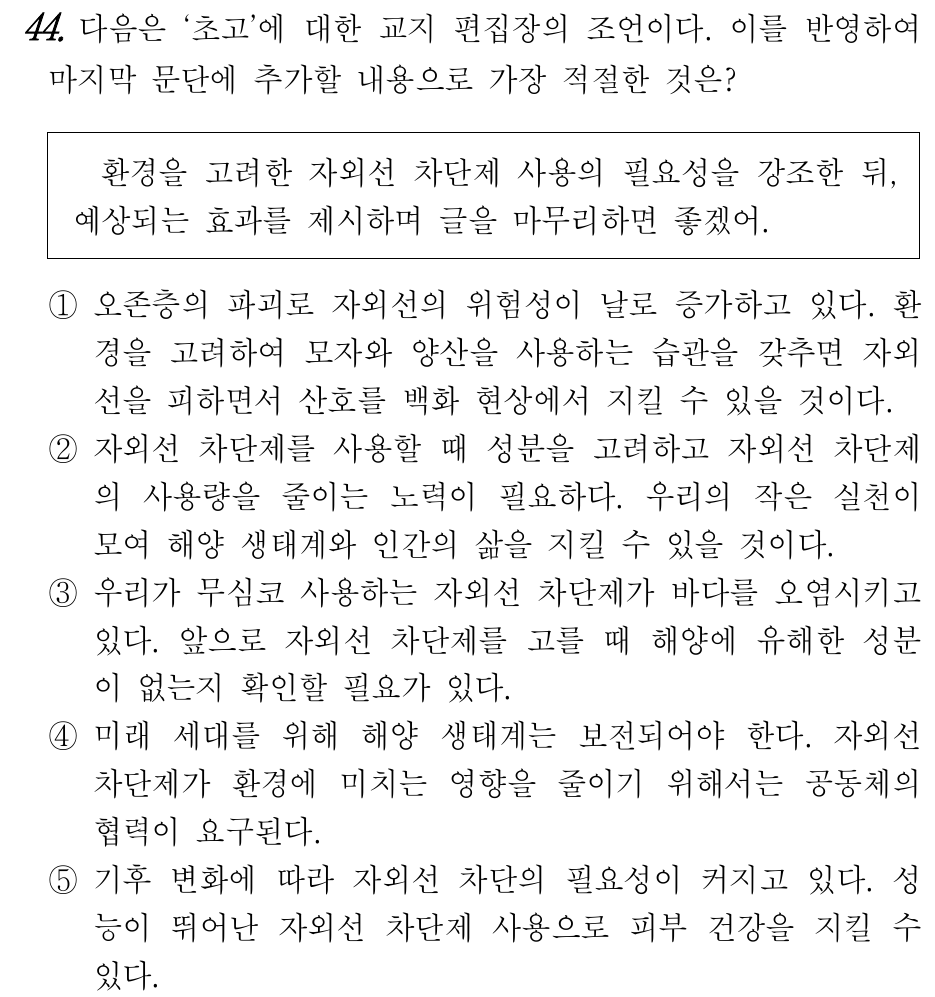 44. 다음은 ‘초고’에 대한 교지 편집장의 조언이다. 이를 반영하여
마지막 문단에 추가할 내용으로 가장 적절한 것은?
환경을 고려한 자외선 차단제 사용의 필요성을 강조한 뒤,
예상되는 효과를 제시하며 글을 마무리하면 좋겠어.
① 오존층의 파괴로 자외선의 위험성이 날로 증가하고 있다. 환
경을 고려하여 모자와 양산을 사용하는 습관을 갖추면 자외
선을 피하면서 산호를 백화 현상에서 지킬 수 있을 것이다.
② 자외선 차단제를 사용할 때 성분을 고려하고 자외선 차단제
의 사용량을 줄이는 노력이 필요하다. 우리의 작은 실천이
모여 해양 생태계와 인간의 삶을 지킬 수 있을 것이다.
③ 우리가 무심코 사용하는 자외선 차단제가 바다를 오염시키고
있다. 앞으로 자외선 차단제를 고를 때 해양에 유해한 성분
이 없는지 확인할 필요가 있다.
④ 미래 세대를 위해 해양 생태계는 보전되어야 한다. 자외선
차단제가 환경에 미치는 영향을 줄이기 위해서는 공동체의
협력이 요구된다.
⑤ 기후 변화에 따라 자외선 차단의 필요성이 커지고 있다. 성
능이 뛰어난 자외선 차단제 사용으로 피부 건강을 지킬 수
있다.